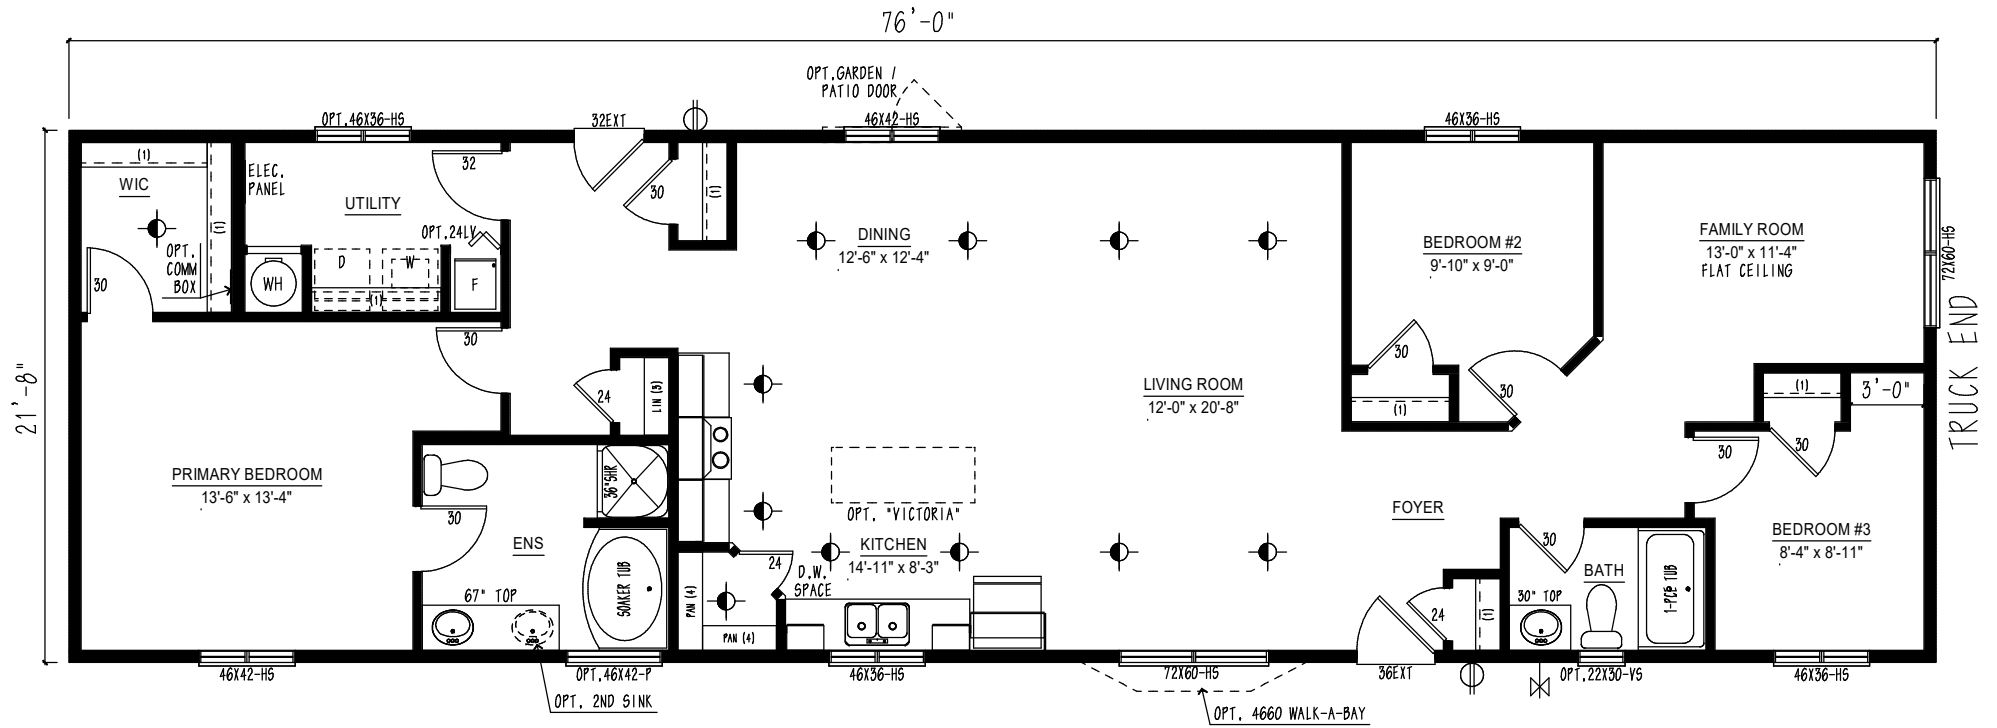 76'-0"
OPT.GARDEN /
PATIO DOOR
OPT.46X36-HS
32EXT
46X42-HS
46X36-HS
(1)
WIC
ELEC.
PANEL
32
UTILITY
30
(1)
(1)
OPT.24LV
OPT.
COMM
BOX
30
WH
D
W
(1)
F
DINING
12'-6" x 12'-4"
BEDROOM #2
9'-10" x 9'-0"
FAMILY ROOM
13'-0" x 11'-4"
FLAT CEILING
72X60-HS
TRUCK END
21'-8"
30
24
LIN (3)
LIVING ROOM
12'-0" x 20'-8"
30
(1)
30
(1)
3'-0"
30
30
PRIMARY BEDROOM
13'-6" x 13'-4"
36"SHR
30
ENS
OPT. "VICTORIA"
KITCHEN
14'-11" x 8'-3"
FOYER
30
BEDROOM #3
8'-4" x 8'-11"
24
D.W.
SPACE
BATH
67" TOP
SOAKER TUB
PAN (4)
PAN (4)
24
(1)
30" TOP
1-PCE TUB
46X42-HS
OPT.46X42-P
46X36-HS
72X60-HS
36EXT
OPT.22X30-VS
46X36-HS
OPT. 2ND SINK
OPT. 4660 WALK-A-BAY